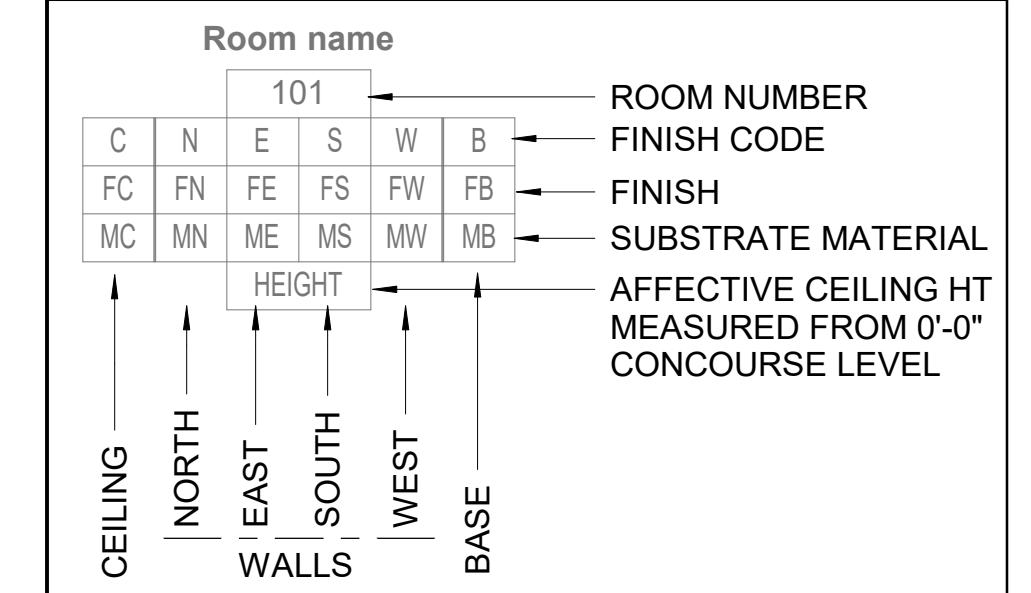 Room name
101
ROOM NUMBER
C N E S W B
FINISH CODE
FC FN FE FS FW FB
FINISH
MC MN ME MS MW MB
SUBSTRATE MATERIAL
HEIGHT
AFFECTIVE CEILING HT
MEASURED FROM 0'-0"
CONCOURSE LEVEL
CEILING
NORTH
EAST
SOUTH
WEST
BASE
WALLS